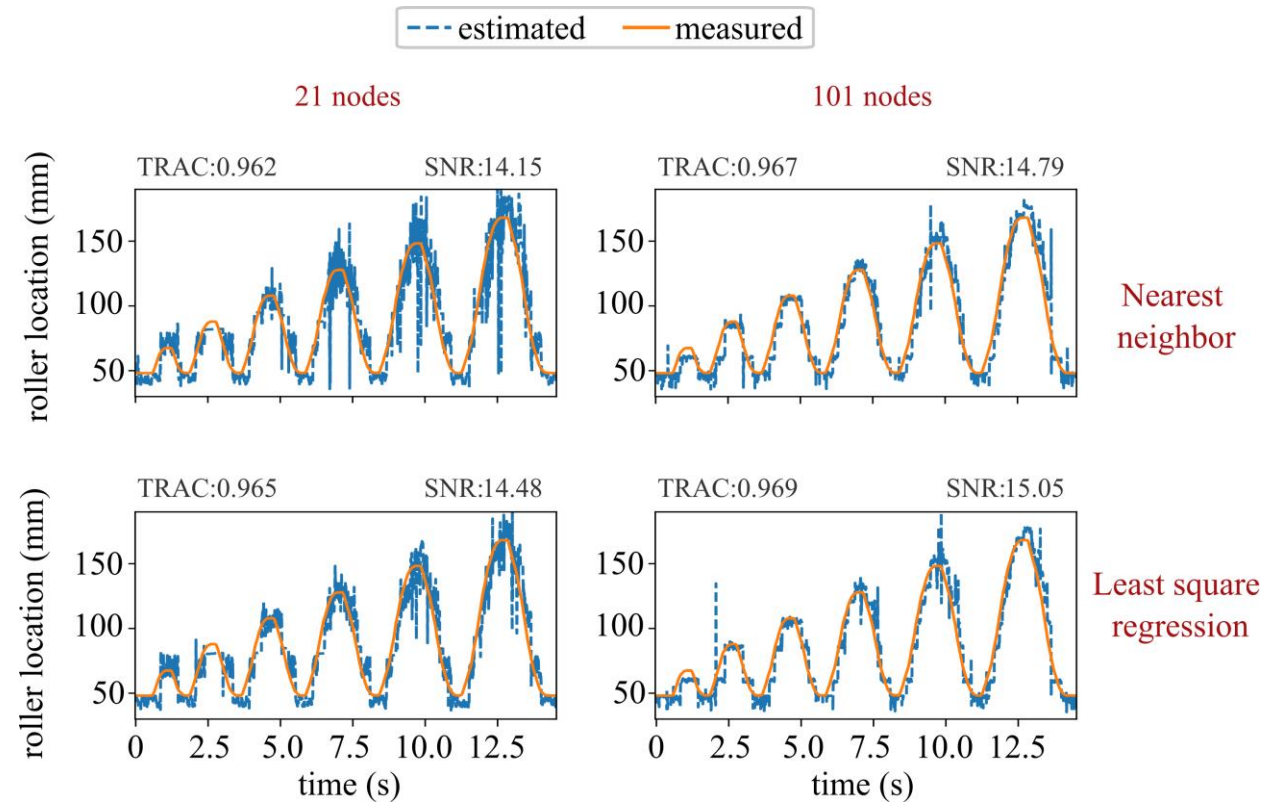 estimated measured
21 nodes 101 nodes
TRAC:0.962 SNR:14.15 TRAC:0.967 SNR:14.79
roller location (mm)
150
100
50
150
100
50
Nearest
neighbor
TRAC:0.965 SNR:14.48 TRAC:0.969 SNR:15.05
roller location (mm)
150
100
50
150
100
50
Least square
regression
0 2.5 5.0 7.5 10.0 12.5
0 2.5 5.0 7.5 10.0 12.5
time (s) time (s)